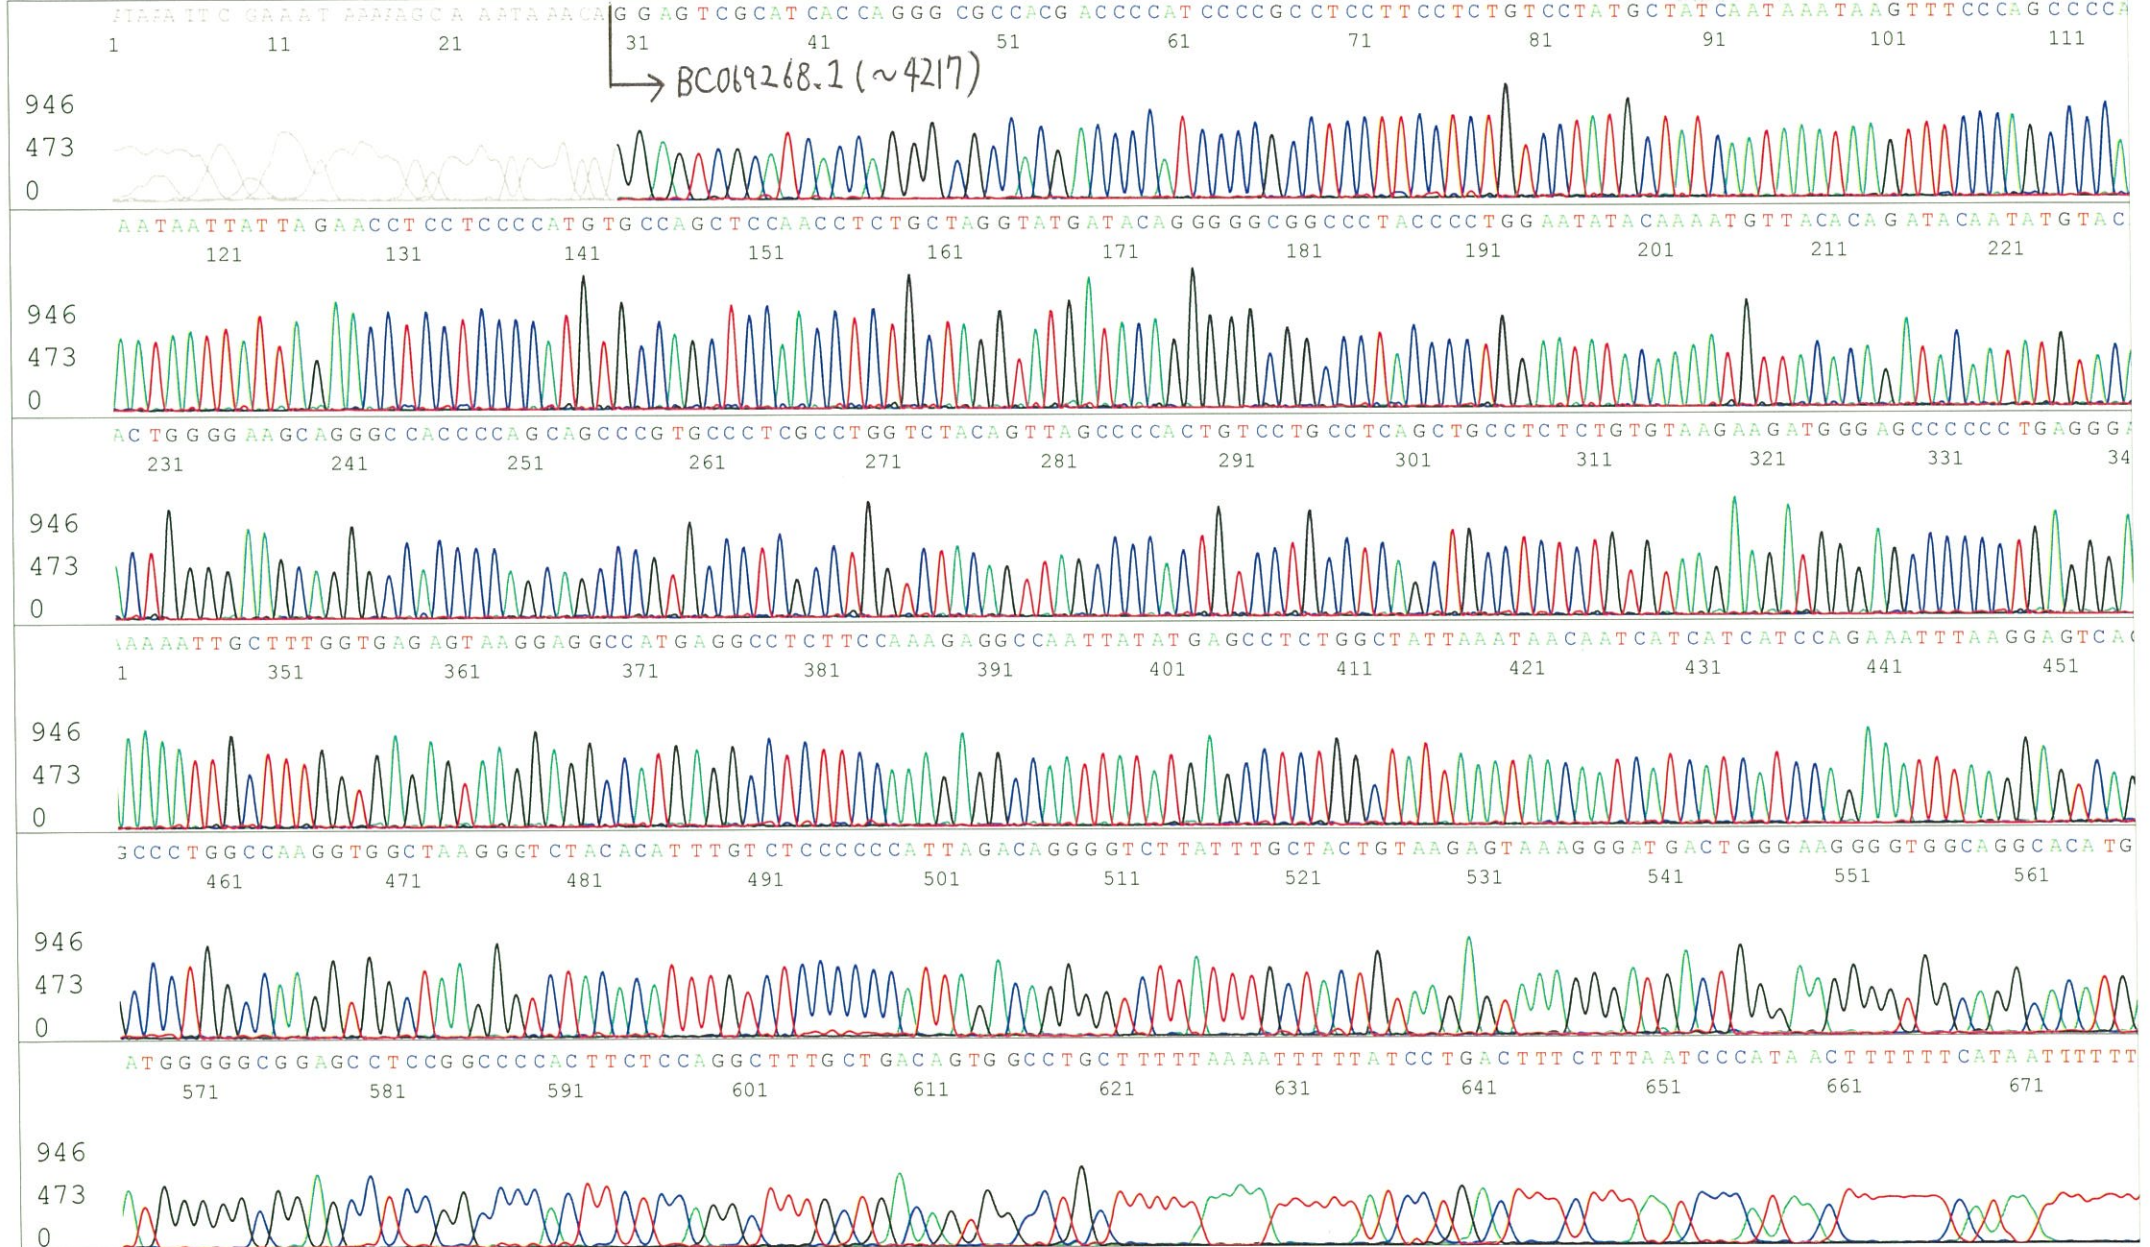 GGAGTCGCATCACCAGGGCGCCACGACCCCATCCCCGCCTCCTTCCTCTGTCCTATGCTATCAATAAATAAGTTTCCCAGCCCCA
1 11 21 31 41 51 61 71 81 91 101 111
BC069268.1 (~4217)
946
473
0
AATAATTATTAGAACCTCCTCCCCATGTGCCAGCTCCAACCTCTGCTAGGTATGATACAGGGGGCGGCCCTACCCCTGGAATATACAAAATGTTACACAGATACAATATGTAC
121 131 141 151 161 171 181 191 201 211 221
946
473
0
ACTGGGGAAGCAGGGCCACCCCAGCAGCCCGTGCCCTCGCCTGGTCTACAGTTAGCCCCACTGTCCTGCCTCAGCTGCCTCTCTGTGTAAGAAGATGGGAGCCCCCCTGAGGGA
231 241 251 261 271 281 291 301 311 321 331 34
946
473
0
AAAAATTGCTTTGGTGAGAGTAAGGAGGCCATGAGGCCTCTTCCAAAGAGGCCAATTATATGAGCCTCTGGCTATTAAATAACAATCATCATCATCCAGAAATTTAAGGAGTCAG
1 351 361 371 381 391 401 411 421 431 441 451
946
473
0
GCCCTGGCCAAGGTGGCTAAGGGTCTACACATTTGTCTCCCCCCATTAGACAGGGGTCTTATTTGCTACTGTAAGAGTAAAGGGATGACTGGGAAGGGGTGGCAGGCACATG
461 471 481 491 501 511 521 531 541 551 561
946
473
0
ATGGGGGCGGAGCCTCCGGCCCCACTTCTCCAGGCTTTGCTGACAGTGGCCTGCTTTTTAAAATTTTTATCCTGACTTTCTTTAATCCCATAACTTTTTTCATAATTTTTT
571 581 591 601 611 621 631 641 651 661 671
946
473
0